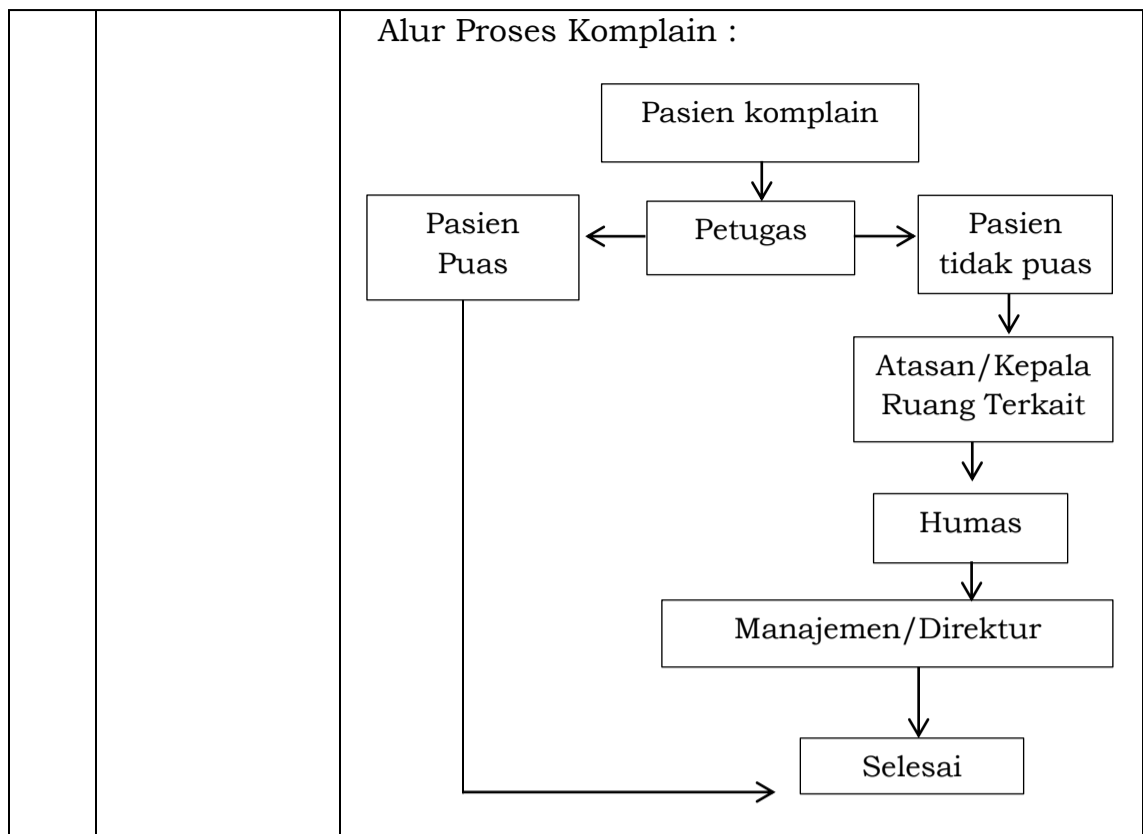 Alur Proses Komplain :
Pasien komplain
Pasien
Puas
Petugas
Pasien
tidak puas
Atasan/Kepala
Ruang Terkait
Humas
Manajemen/Direktur
Selesai